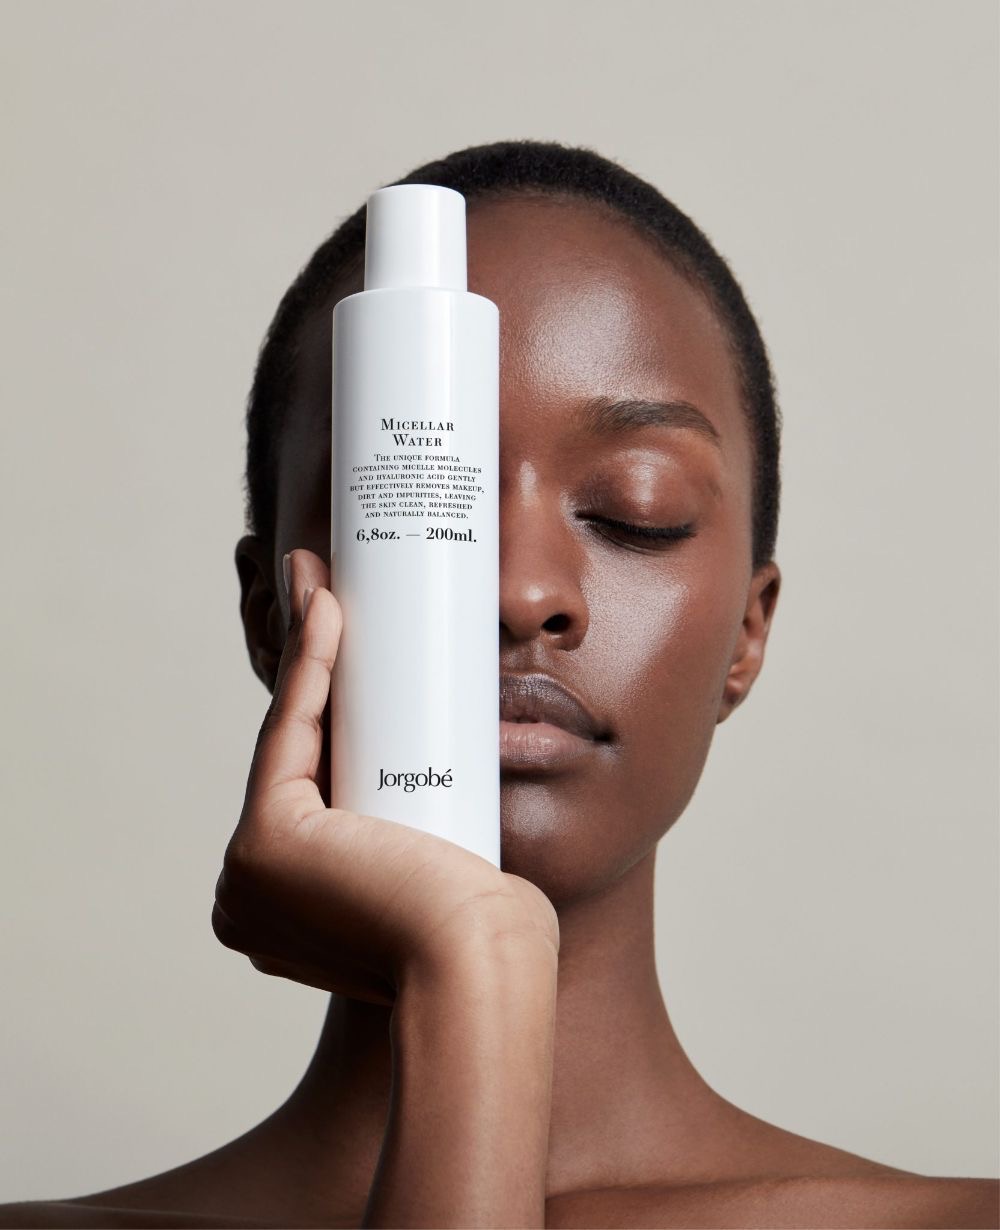 Micellar
Water
The unique formula
containing micelle molecules
and hyaluronic acid gently
but effectively removes makeup,
dirt and impurities, leaving
the skin clean, refreshed
and naturally balanced.
6,8oz. — 200ml.
Jorgobé